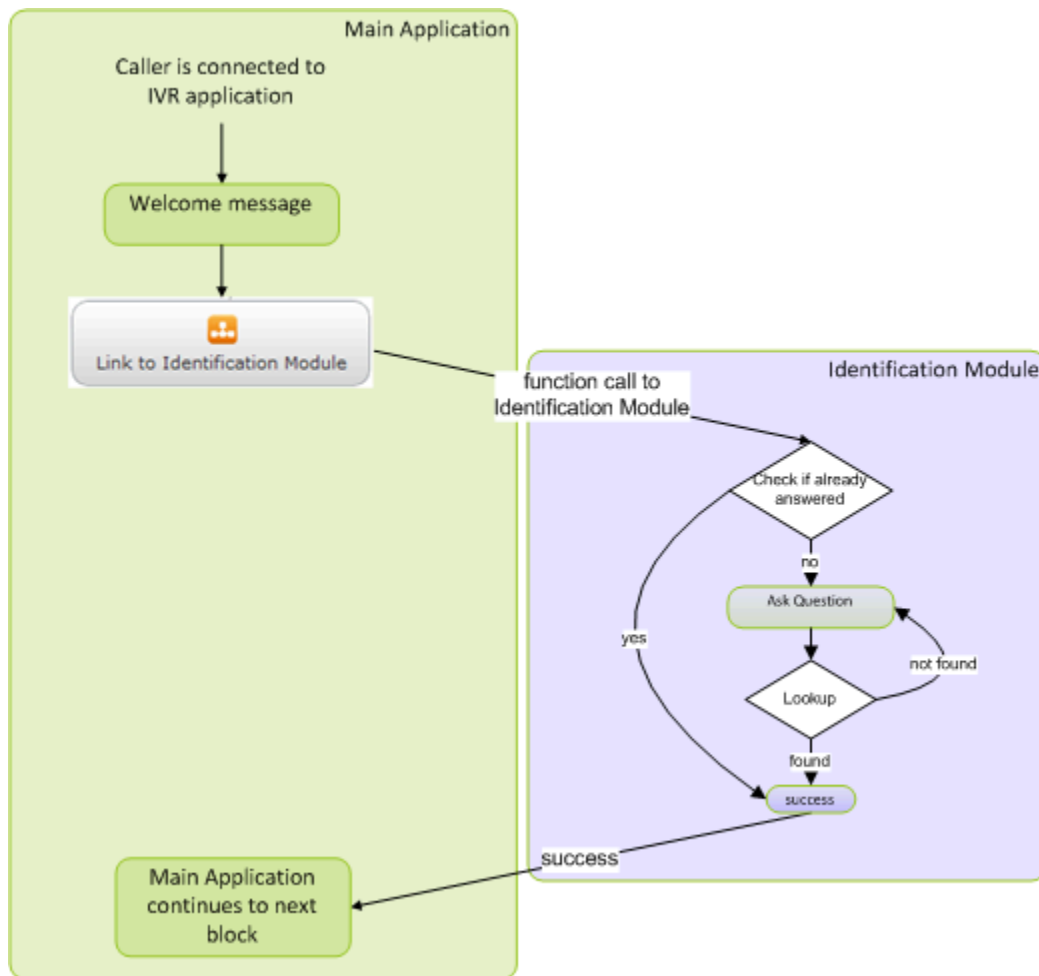 Main Application
Caller is connected to
IVR application
Welcome message
Link to Identification Module
function call to
Identification Module
Identification Module
Check if already
answered
no
Ask Question
yes
not found
Lookup
found
success
success
Main Application
continues to next
block